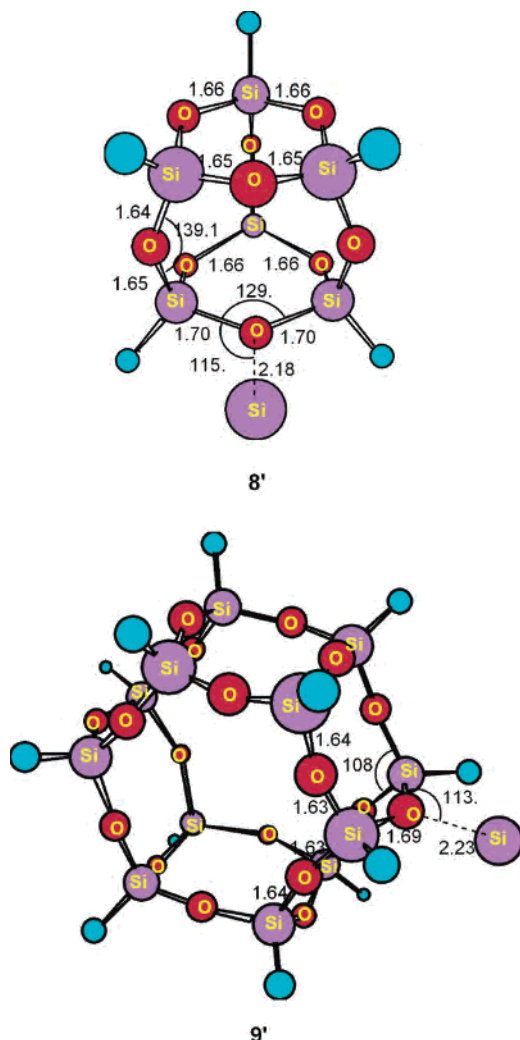 Si
1.66 1.66
O O
O
1.65 1.65
Si O Si
1.64
Si
139.1
O O
O O
1.66 1.66
1.65
Si 129. Si
O
1.70 1.70
115. 2.18
Si
8'
O Si O
Si
O O
Si Si
Si O Si O
O O
1.64
Si O O 108 Si
O 113.
1.63 O O
O Si O 1.69 Si
Si 1.63 2.23
O Si
Si 1.64 O
O Si O
9'